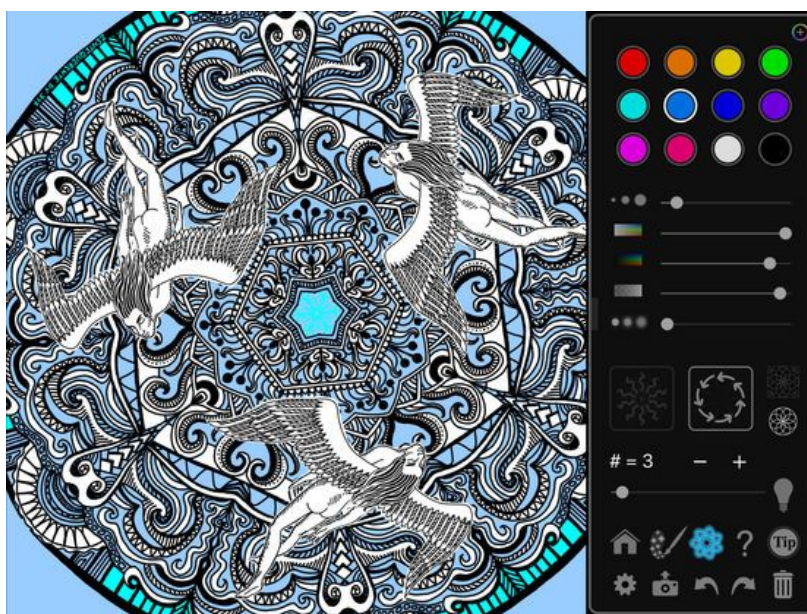 # = 3
− +
?
Tip